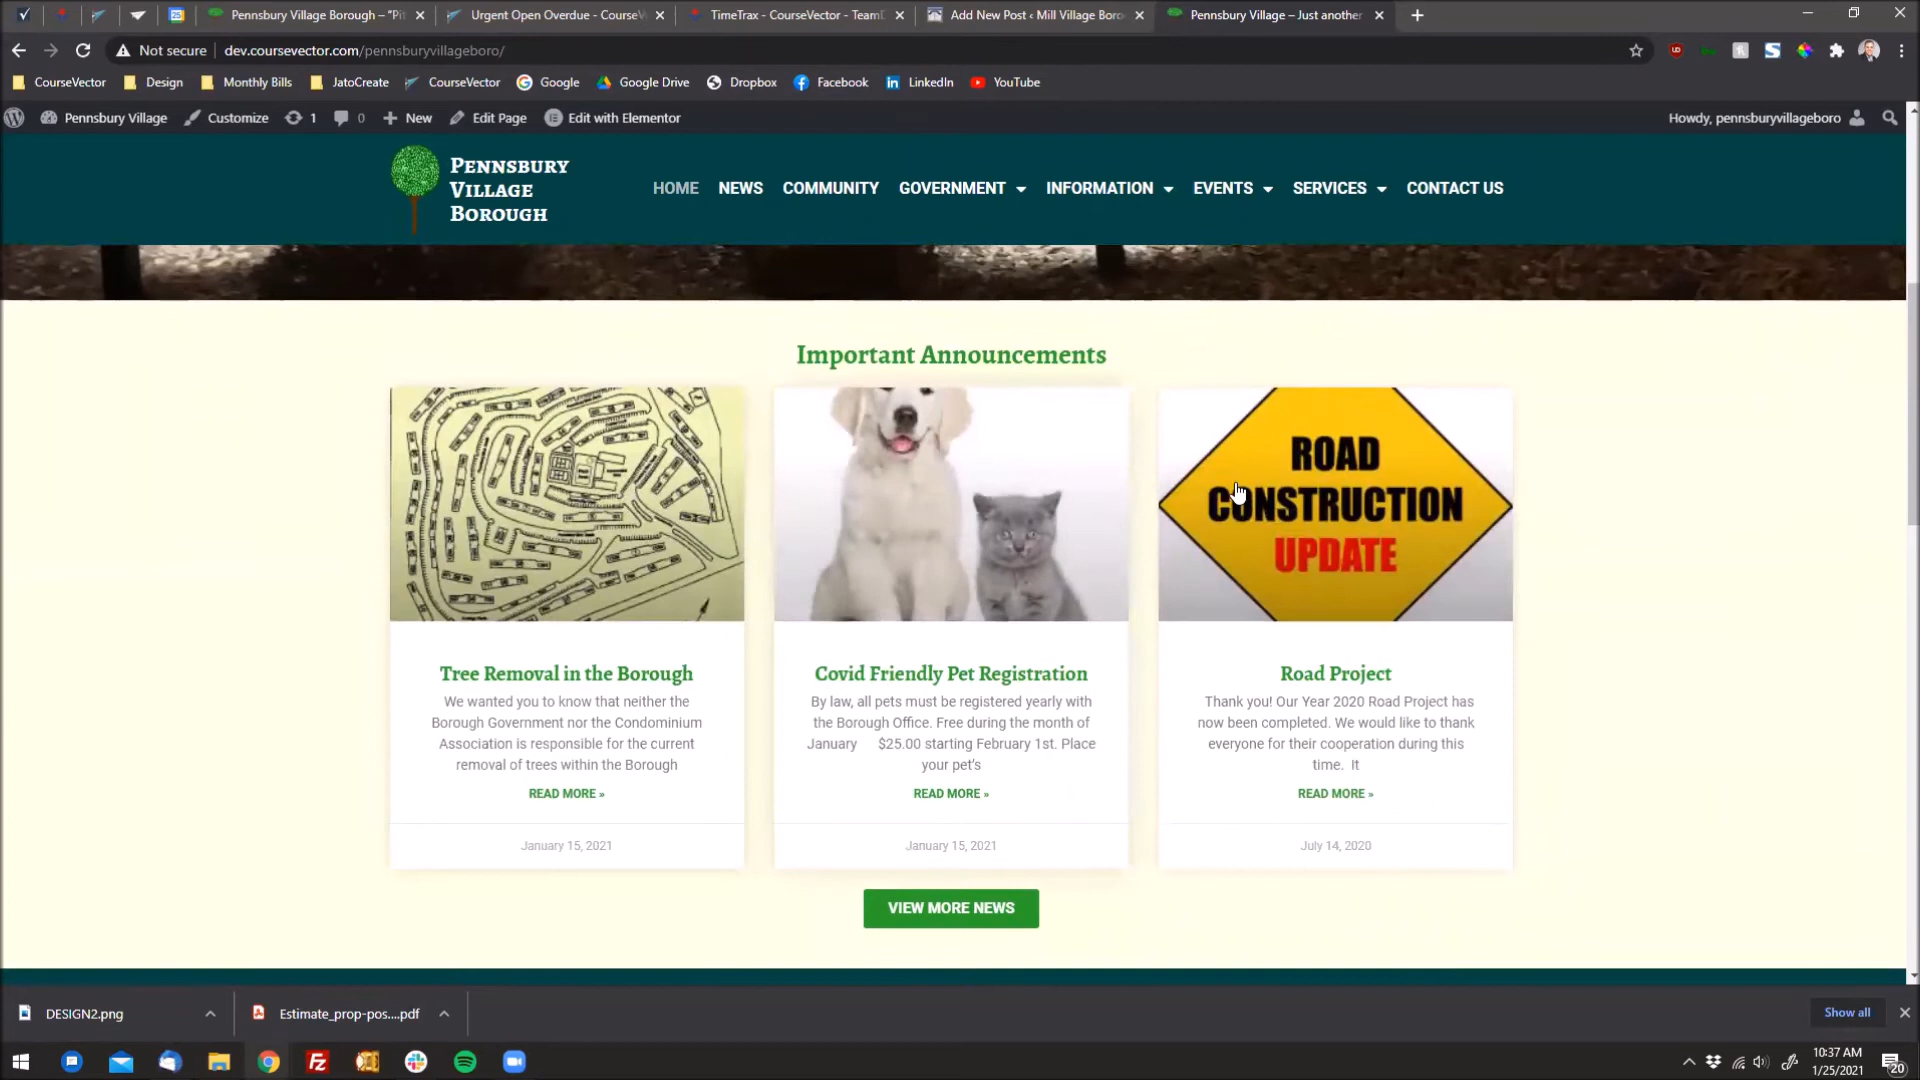 Pennsbury Village Borough – "Pit
Urgent Open Overdue - CourseV
TimeTrax - CourseVector - TeamD
Add New Post ‹ Mill Village Boro
Pennsbury Village – Just another
Not secure
dev.coursevector.com/pennsburyvillageboro/
CourseVector
Design
Monthly Bills
JatoCreate
CourseVector
Google
Google Drive
Dropbox
Facebook
LinkedIn
YouTube
Pennsbury Village
Customize
1
0
New
Edit Page
Edit with Elementor
Howdy, pennsburyvillageboro
Pennsbury
Village
Borough
HOME
NEWS
COMMUNITY
GOVERNMENT
INFORMATION
EVENTS
SERVICES
CONTACT US
Important Announcements
ROAD
CONSTRUCTION
UPDATE
Tree Removal in the Borough
We wanted you to know that neither the
Borough Government nor the Condominium
Association is responsible for the current
removal of trees within the Borough
READ MORE »
January 15, 2021
Covid Friendly Pet Registration
By law, all pets must be registered yearly with
the Borough Office. Free during the month of
January $25.00 starting February 1st. Place
your pet's
READ MORE »
January 15, 2021
Road Project
Thank you! Our Year 2020 Road Project has
now been completed. We would like to thank
everyone for their cooperation during this
time. It
READ MORE »
July 14, 2020
VIEW MORE NEWS
DESIGN2.png
Estimate_prop-pos....pdf
Show all
10:37 AM
1/25/2021
20